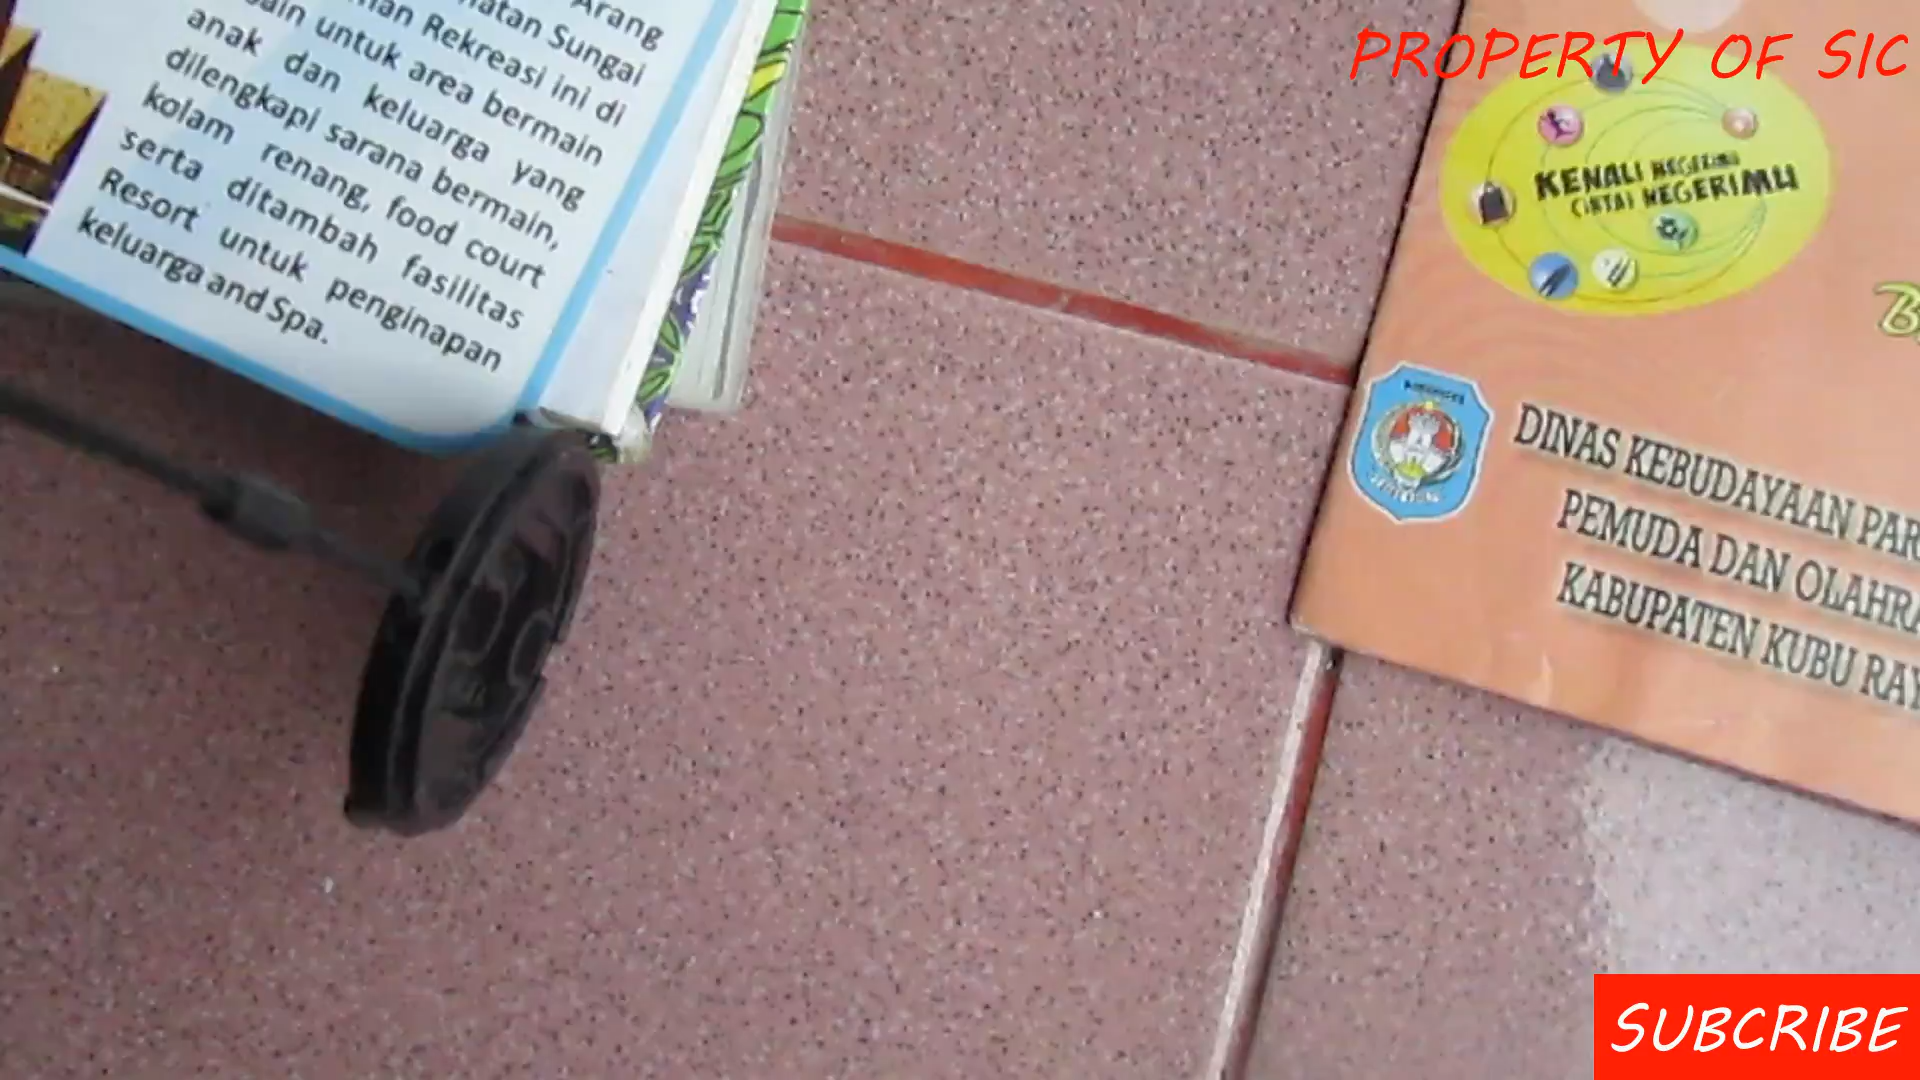 PROPERTY OF SIC
Arang
Sungai
Rekreasi ini di
untuk area bermain
anak dan keluarga yang
dilengkapi sarana bermain,
kolam renang, food court
serta ditambah fasilitas
Resort untuk penginapan
keluarga and Spa.
KENALI NEGERIMU
CINTAI NEGERIMU
DINAS KEBUDAYAAN PAR
PEMUDA DAN OLAHRA
KABUPATEN KUBU RAY
SUBCRIBE